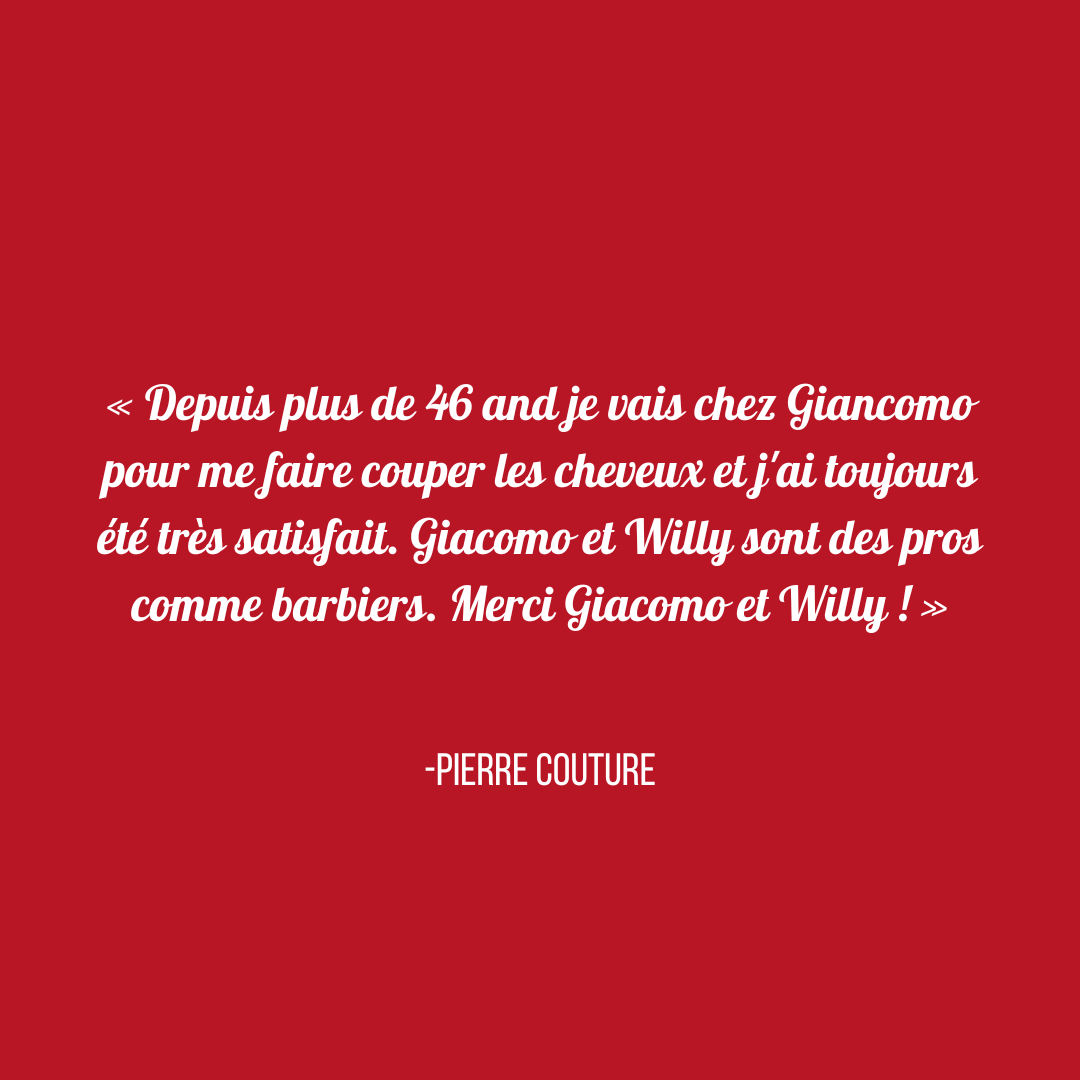 « Depuis plus de 46 and je vais chez Giancomo
pour me faire couper les cheveux et j'ai toujours
été très satisfait. Giacomo et Willy sont des pros
comme barbiers. Merci Giacomo et Willy ! »
-PIERRE COUTURE